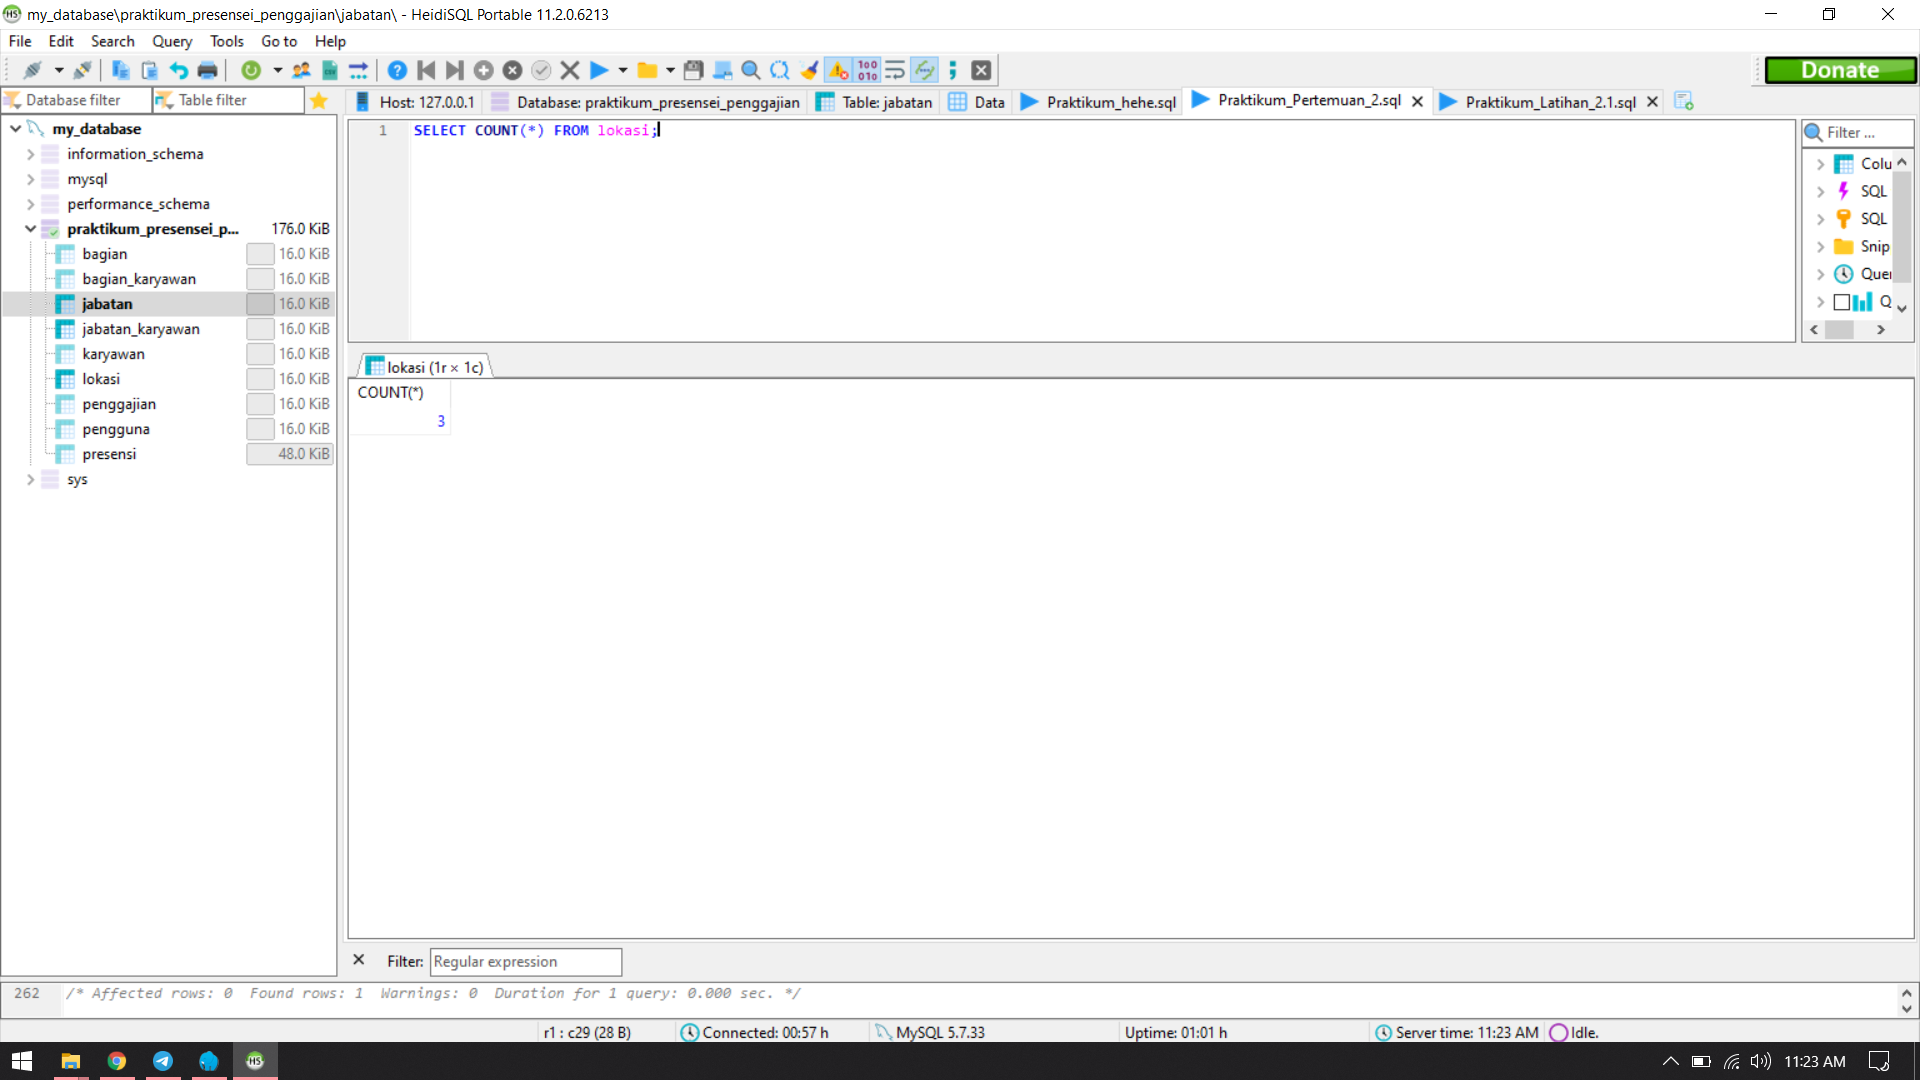 my_database\praktikum_presensei_penggajian\jabatan\ - HeidiSQL Portable 11.2.0.6213
File Edit Search Query Tools Go to Help
Donate
Database filter Table filter
Host: 127.0.0.1 Database: praktikum_presensei_penggajian Table: jabatan Data Praktikum_hehe.sql Praktikum_Pertemuan_2.sql Praktikum_Latihan_2.1.sql
my_database
information_schema
mysql
performance_schema
praktikum_presensei_p... 176.0 KiB
bagian 16.0 KiB
bagian_karyawan 16.0 KiB
jabatan 16.0 KiB
jabatan_karyawan 16.0 KiB
karyawan 16.0 KiB
lokasi 16.0 KiB
penggajian 16.0 KiB
pengguna 16.0 KiB
presensi 48.0 KiB
sys
1 SELECT COUNT(*) FROM lokasi;
Filter ...
Colu
SQL
SQL
Snip
Quer
Q
lokasi (1r × 1c)
COUNT(*)
3
Filter: Regular expression
262 /* Affected rows: 0 Found rows: 1 Warnings: 0 Duration for 1 query: 0.000 sec. */
r1 : c29 (28 B) Connected: 00:57 h MySQL 5.7.33 Uptime: 01:01 h Server time: 11:23 AM Idle.
11:23 AM